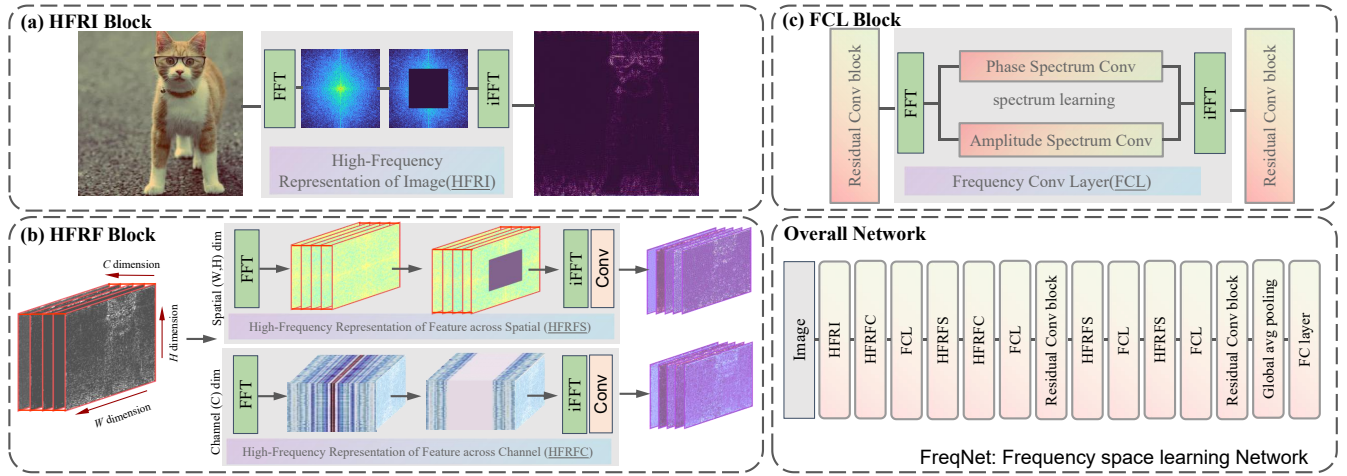 (a) HFRI Block
FFT
iFFT
High-Frequency
Representation of Image(HFRI)
(c) FCL Block
Residual Conv block
FFT
Phase Spectrum Conv
spectrum learning
Amplitude Spectrum Conv
iFFT
Residual Conv block
Frequency Conv Layer(FCL)
(b) HFRF Block
C dimension
H dimension
W dimension
Spatial (W,H) dim
FFT
iFFT
Conv
High-Frequency Representation of Feature across Spatial (HFRFS)
Channel (C) dim
FFT
iFFT
Conv
High-Frequency Representation of Feature across Channel (HFRFC)
Overall Network
Image
HFRI
HFRFC
FCL
HFRFS
HFRFC
FCL
Residual Conv block
HFRFS
FCL
HFRFS
FCL
Residual Conv block
Global avg pooling
FC layer
FreqNet: Frequency space learning Network